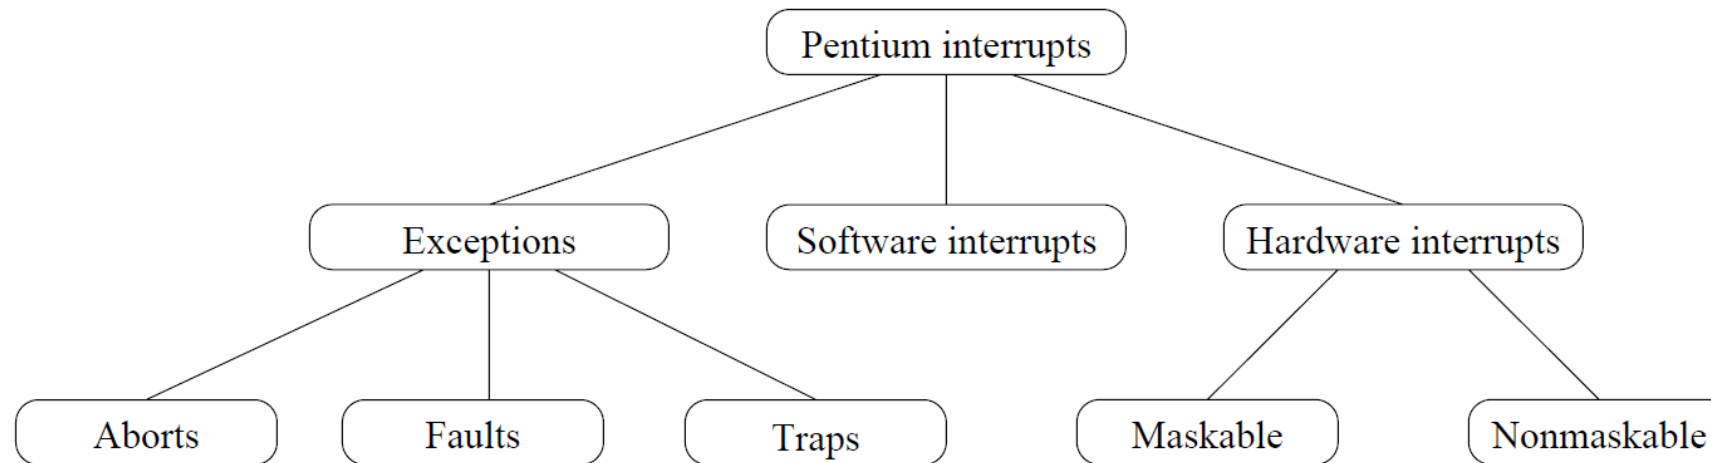 Pentium interrupts
Exceptions
Software interrupts
Hardware interrupts
Aborts
Faults
Traps
Maskable
Nonmaskable